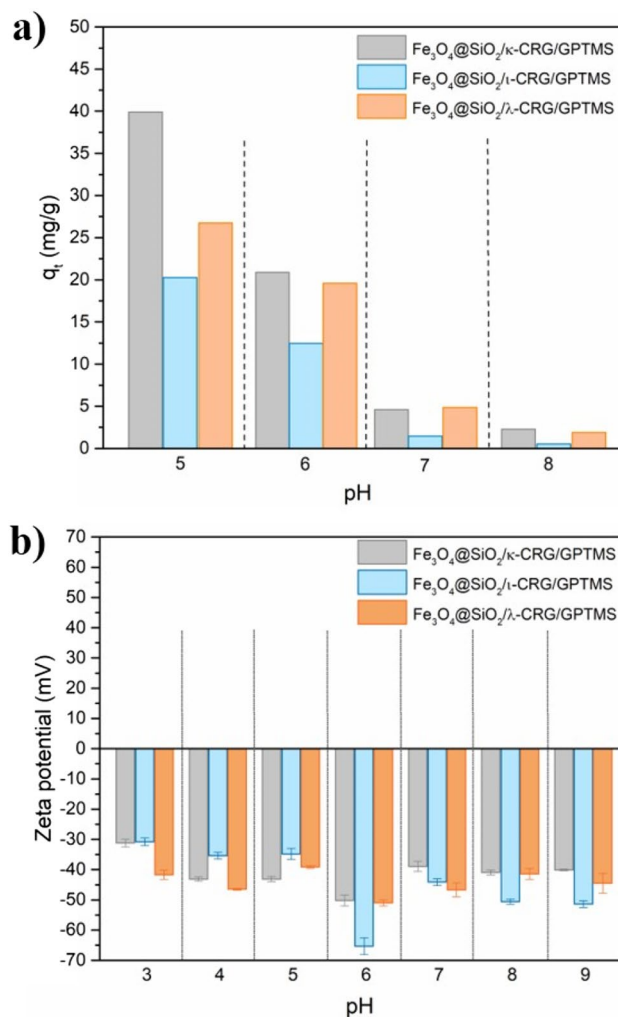 a)
50
45
40
35
30
25
20
15
10
5
0
qt (mg/g)
Fe3O4@SiO2/κ-CRG/GPTMS
Fe3O4@SiO2/ι-CRG/GPTMS
Fe3O4@SiO2/λ-CRG/GPTMS
5 6 7 8
pH
b)
70
60
50
40
30
20
10
0
-10
-20
-30
-40
-50
-60
-70
Zeta potential (mV)
Fe3O4@SiO2/κ-CRG/GPTMS
Fe3O4@SiO2/ι-CRG/GPTMS
Fe3O4@SiO2/λ-CRG/GPTMS
3 4 5 6 7 8 9
pH